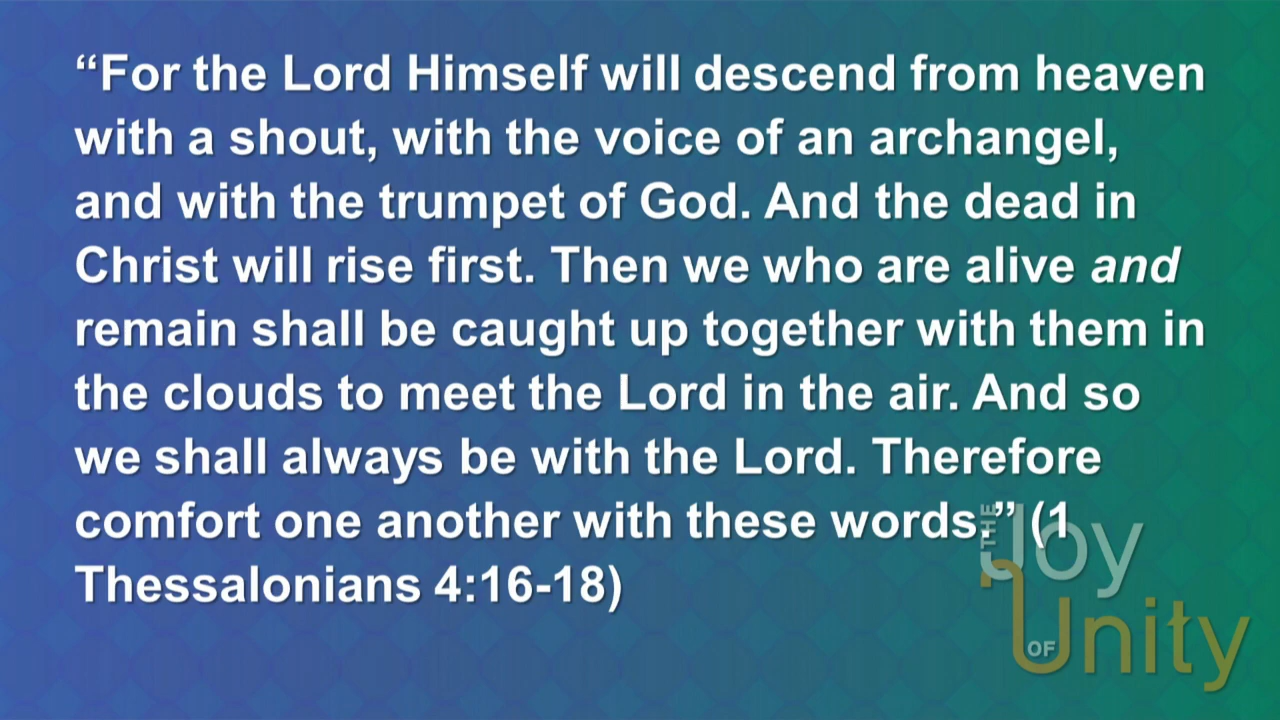 “For the Lord Himself will descend from heaven
with a shout, with the voice of an archangel,
and with the trumpet of God. And the dead in
Christ will rise first. Then we who are alive and
remain shall be caught up together with them in
the clouds to meet the Lord in the air. And so
we shall always be with the Lord. Therefore
comfort one another with these words.” (1
Thessalonians 4:16-18)
THE Joy
OF Unity